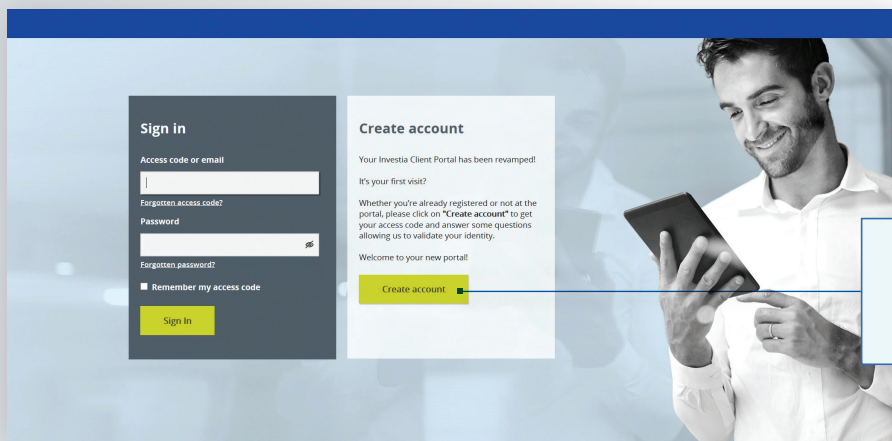 Sign in
Access code or email
Forgotten access code?
Password
Forgotten password?
Remember my access code
Sign In
Create account
Your Investia Client Portal has been revamped!
It's your first visit?
Whether you're already registered or not at the
portal, please click on "Create account" to get
your access code and answer some questions
allowing us to validate your identity.
Welcome to your new portal!
Create account